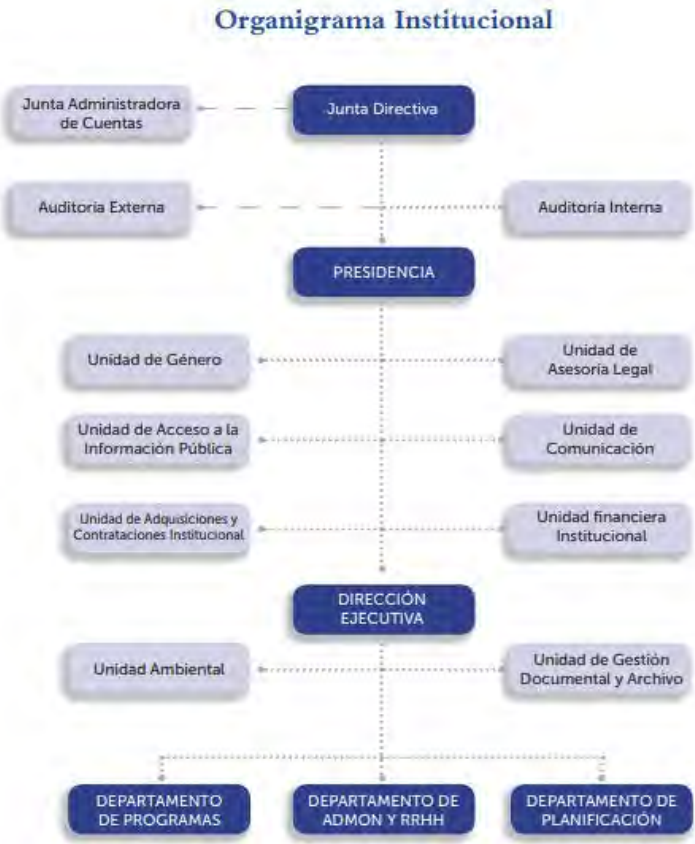 Organigrama Institucional
Junta Administradora
de Cuentas
Junta Directiva
Auditoria Externa
Auditoría Interna
PRESIDENCIA
Unidad de Género
Unidad de
Asesoría Legal
Unidad de Acceso a la
Información Pública
Unidad de
Comunicación
Unidad de Adquisiciones y
Contrataciones Institucional
Unidad financiera
Institucional
DIRECCIÓN
EJECUTIVA
Unidad Ambiental
Unidad de Gestión
Documental y Archivo
DEPARTAMENTO
DE PROGRAMAS
DEPARTAMENTO DE
ADMON Y RRHH
DEPARTAMENTO DE
PLANIFICACIÓN